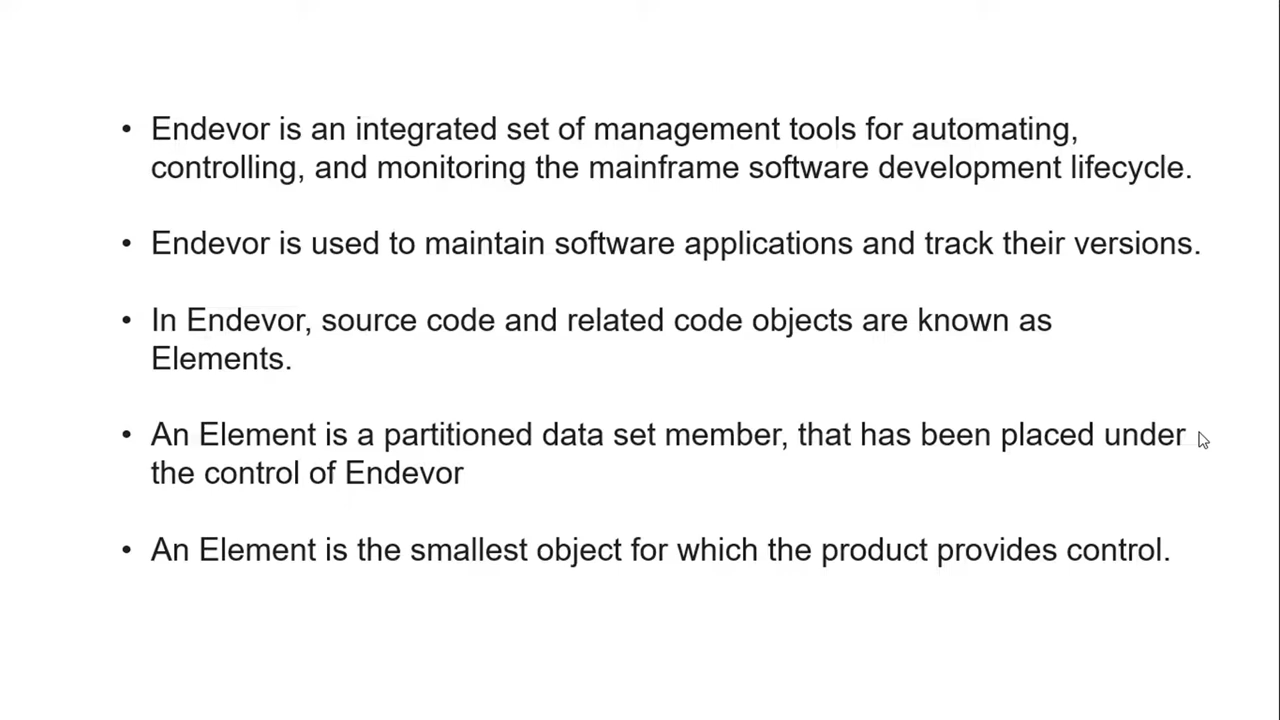 • Endevor is an integrated set of management tools for automating,
controlling, and monitoring the mainframe software development lifecycle.
• Endevor is used to maintain software applications and track their versions.
• In Endevor, source code and related code objects are known as
Elements.
• An Element is a partitioned data set member, that has been placed under
the control of Endevor
• An Element is the smallest object for which the product provides control.